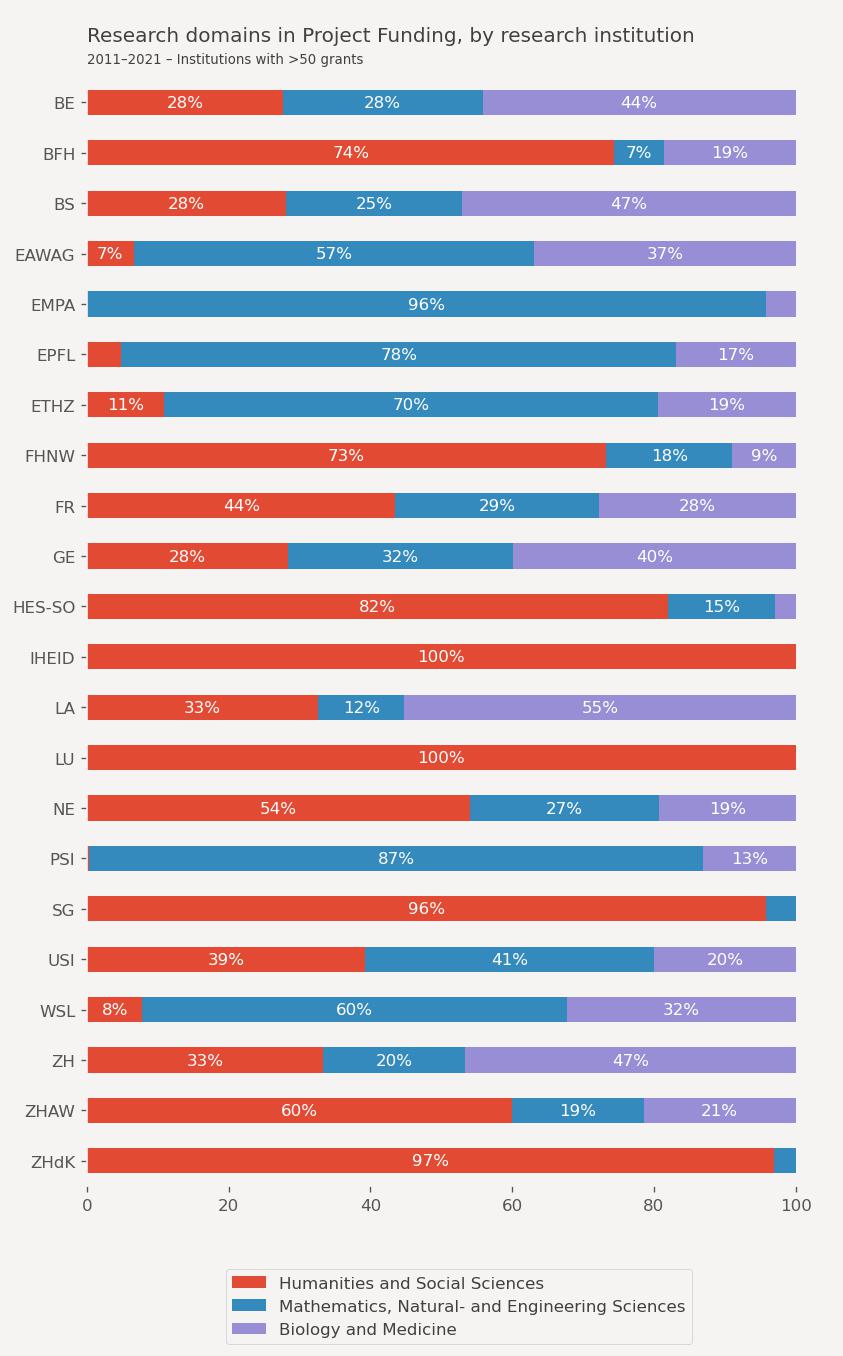 Research domains in Project Funding, by research institution
2011–2021 – Institutions with >50 grants
BE 28% 28% 44%
BFH 74% 7% 19%
BS 28% 25% 47%
EAWAG 7% 57% 37%
EMPA 96%
EPFL 78% 17%
ETHZ 11% 70% 19%
FHNW 73% 18% 9%
FR 44% 29% 28%
GE 28% 32% 40%
HES-SO 82% 15%
IHEID 100%
LA 33% 12% 55%
LU 100%
NE 54% 27% 19%
PSI 87% 13%
SG 96%
USI 39% 41% 20%
WSL 8% 60% 32%
ZH 33% 20% 47%
ZHAW 60% 19% 21%
ZHdK 97%
0 20 40 60 80 100
Humanities and Social Sciences
Mathematics, Natural- and Engineering Sciences
Biology and Medicine